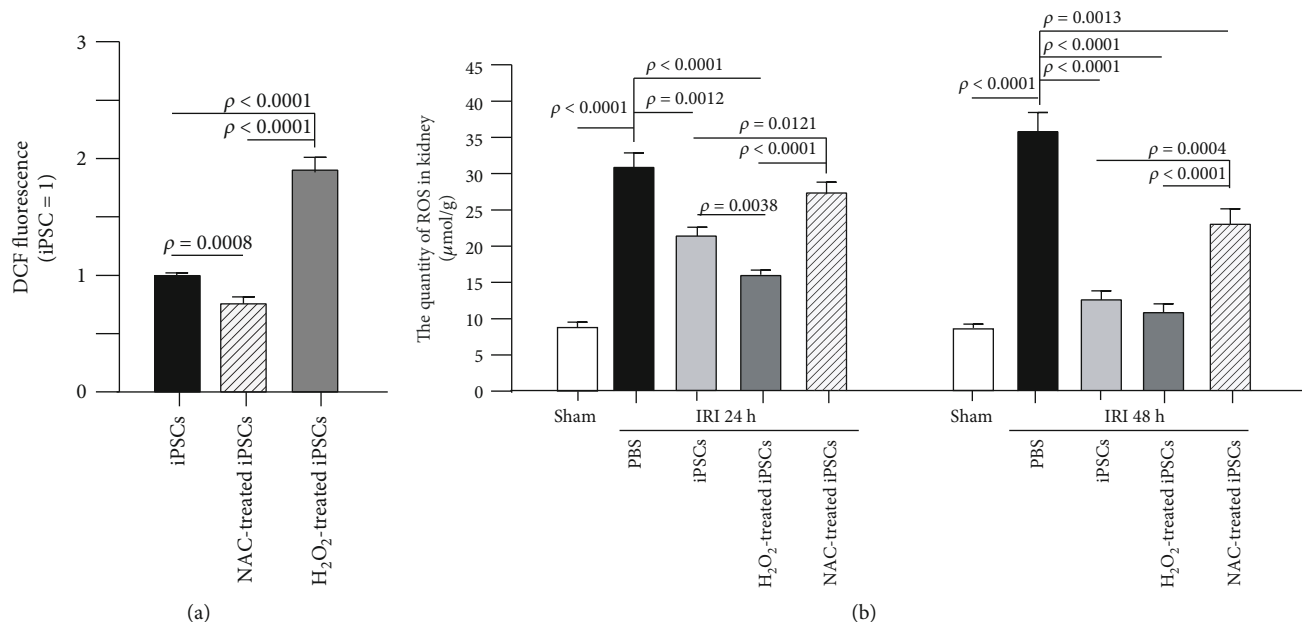 3
2
1
0
DCF fluorescence
(iPSC = 1)
ρ < 0.0001
ρ < 0.0001
ρ = 0.0008
iPSCs
NAC-treated iPSCs
H₂O₂-treated iPSCs
(a)
45
40
35
30
25
20
15
10
5
0
The quantity of ROS in kidney
(μmol/g)
ρ < 0.0001
ρ < 0.0001
ρ = 0.0012
ρ = 0.0121
ρ < 0.0001
ρ = 0.0038
ρ = 0.0013
ρ < 0.0001
ρ < 0.0001
ρ < 0.0001
ρ = 0.0004
ρ < 0.0001
Sham
IRI 24 h
PBS
iPSCs
H₂O₂-treated iPSCs
NAC-treated iPSCs
Sham
IRI 48 h
PBS
iPSCs
H₂O₂-treated iPSCs
NAC-treated iPSCs
(b)